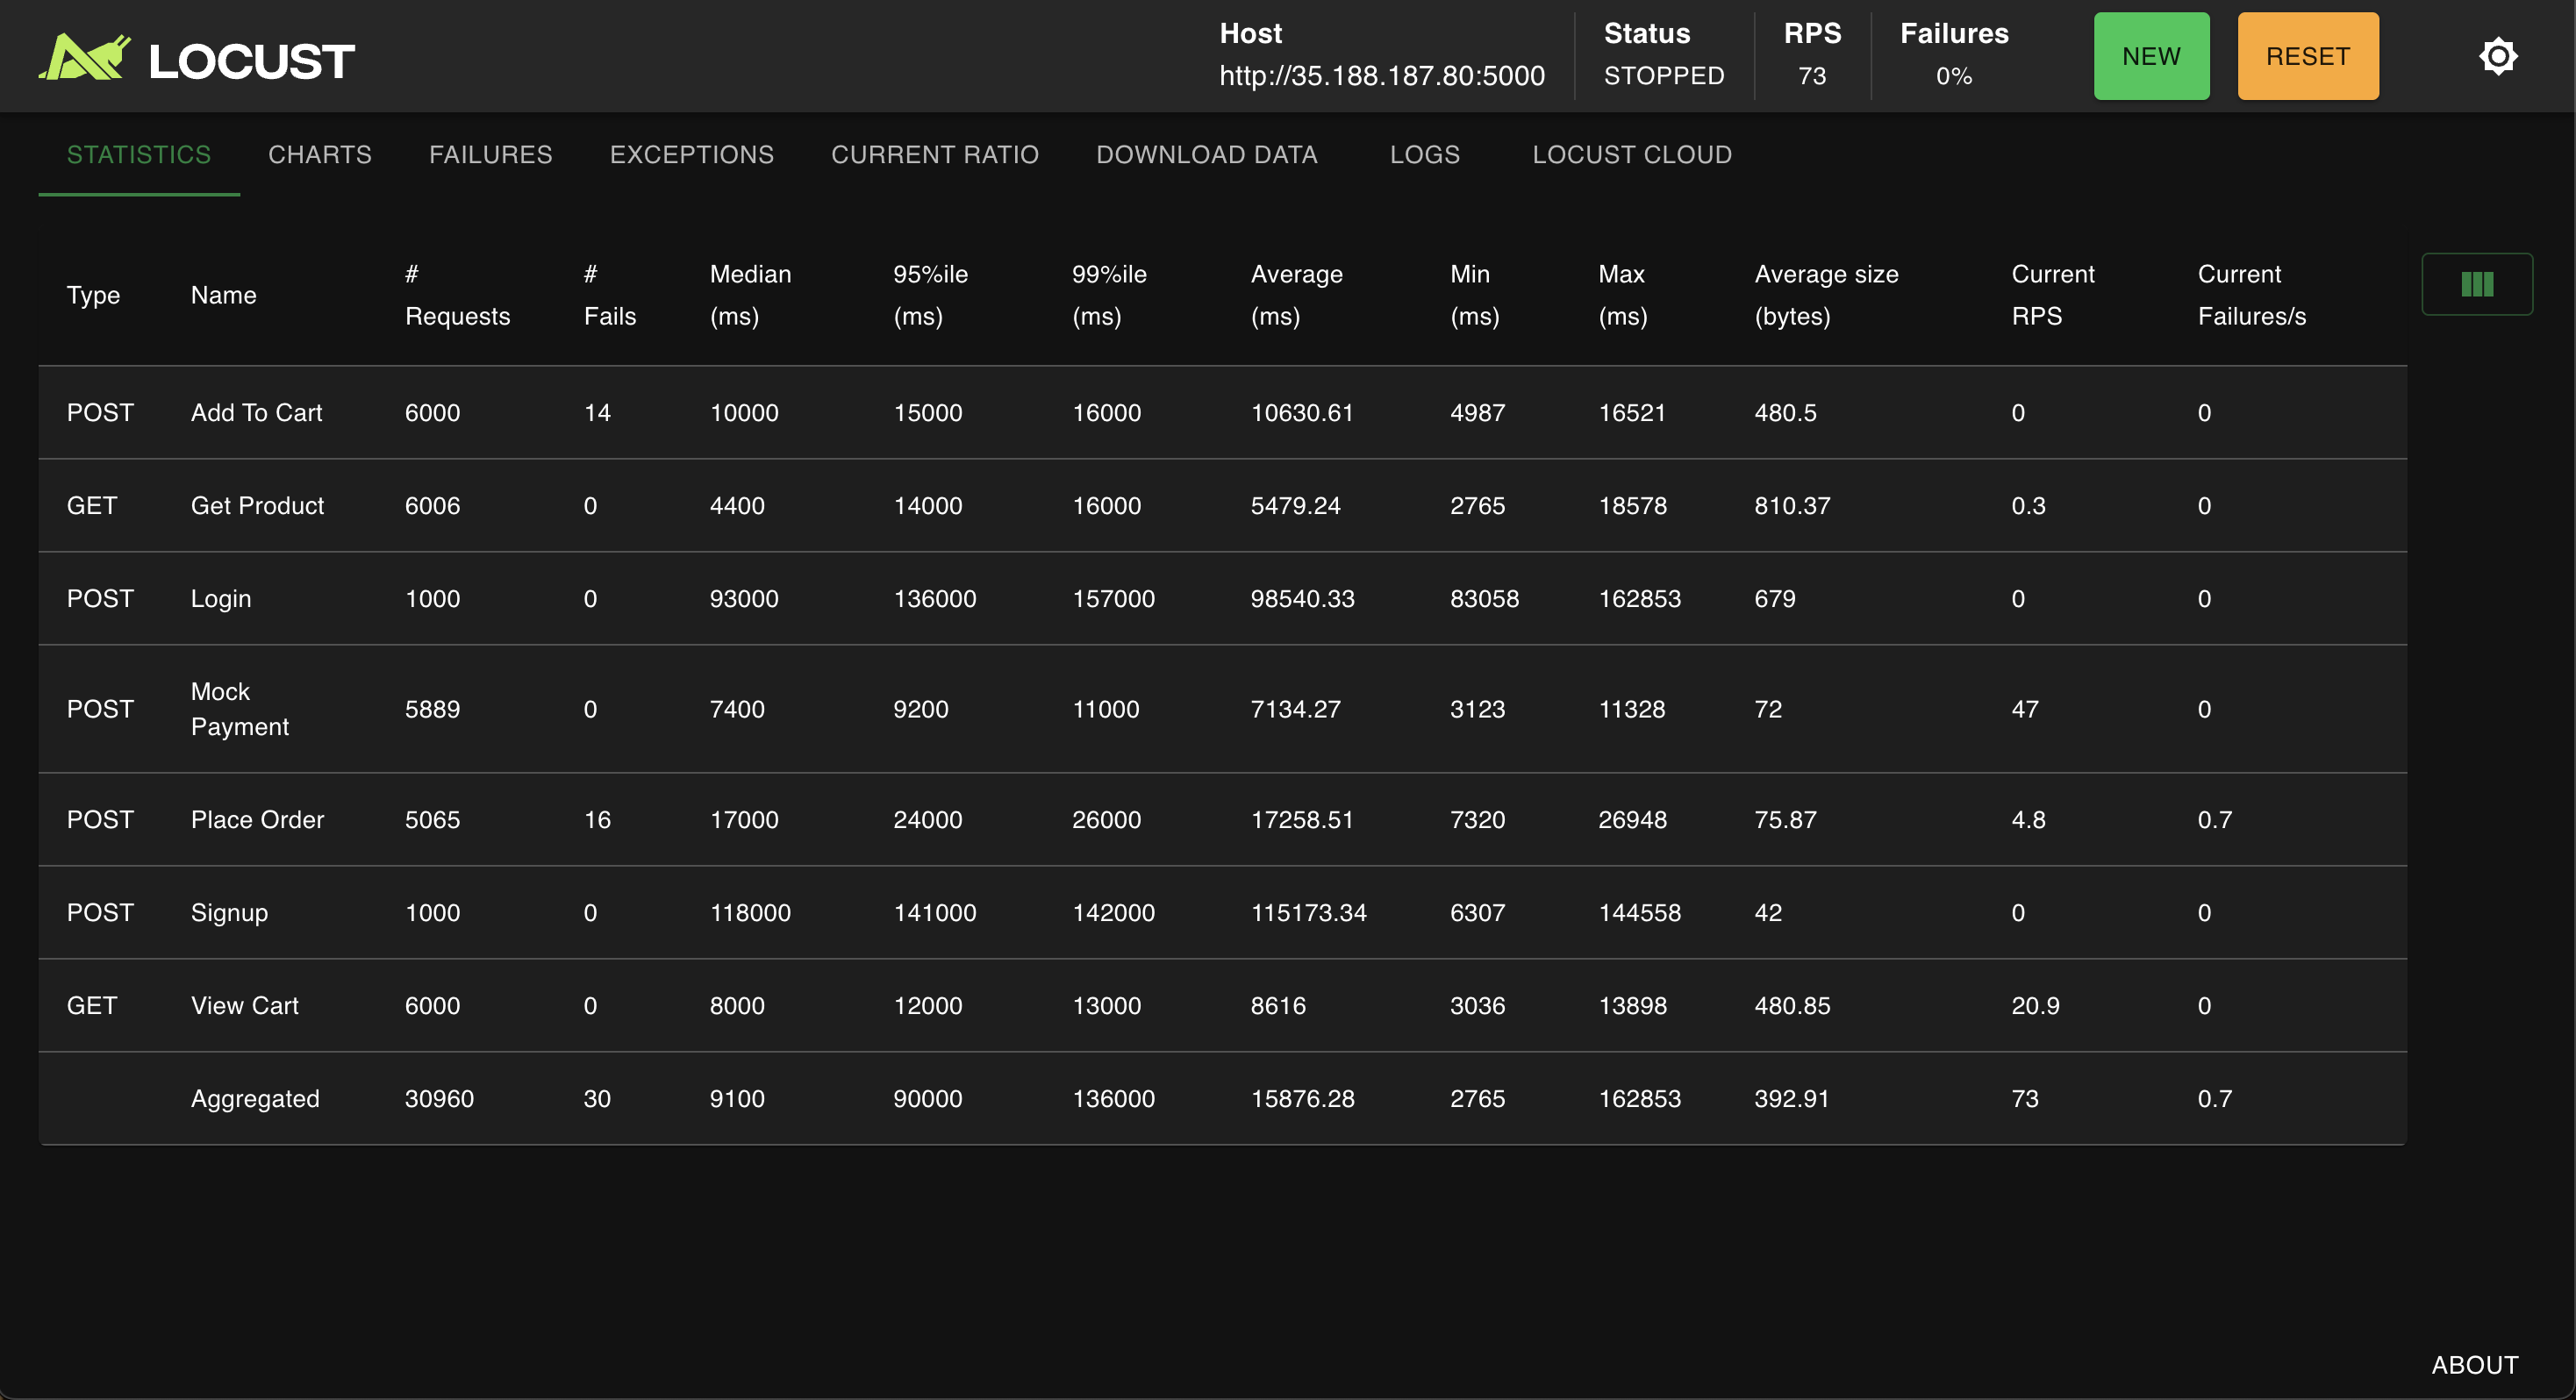 LOCUST
Host
http://35.188.187.80:5000
Status
STOPPED
RPS
73
Failures
0%
NEW
RESET
STATISTICS CHARTS FAILURES EXCEPTIONS CURRENT RATIO DOWNLOAD DATA LOGS LOCUST CLOUD
Type Name # Requests # Fails Median (ms) 95%ile (ms) 99%ile (ms) Average (ms) Min (ms) Max (ms) Average size (bytes) Current RPS Current Failures/s
POST Add To Cart 6000 14 10000 15000 16000 10630.61 4987 16521 480.5 0 0
GET Get Product 6006 0 4400 14000 16000 5479.24 2765 18578 810.37 0.3 0
POST Login 1000 0 93000 136000 157000 98540.33 83058 162853 679 0 0
POST Mock Payment 5889 0 7400 9200 11000 7134.27 3123 11328 72 47 0
POST Place Order 5065 16 17000 24000 26000 17258.51 7320 26948 75.87 4.8 0.7
POST Signup 1000 0 118000 141000 142000 115173.34 6307 144558 42 0 0
GET View Cart 6000 0 8000 12000 13000 8616 3036 13898 480.85 20.9 0
Aggregated 30960 30 9100 90000 136000 15876.28 2765 162853 392.91 73 0.7
ABOUT